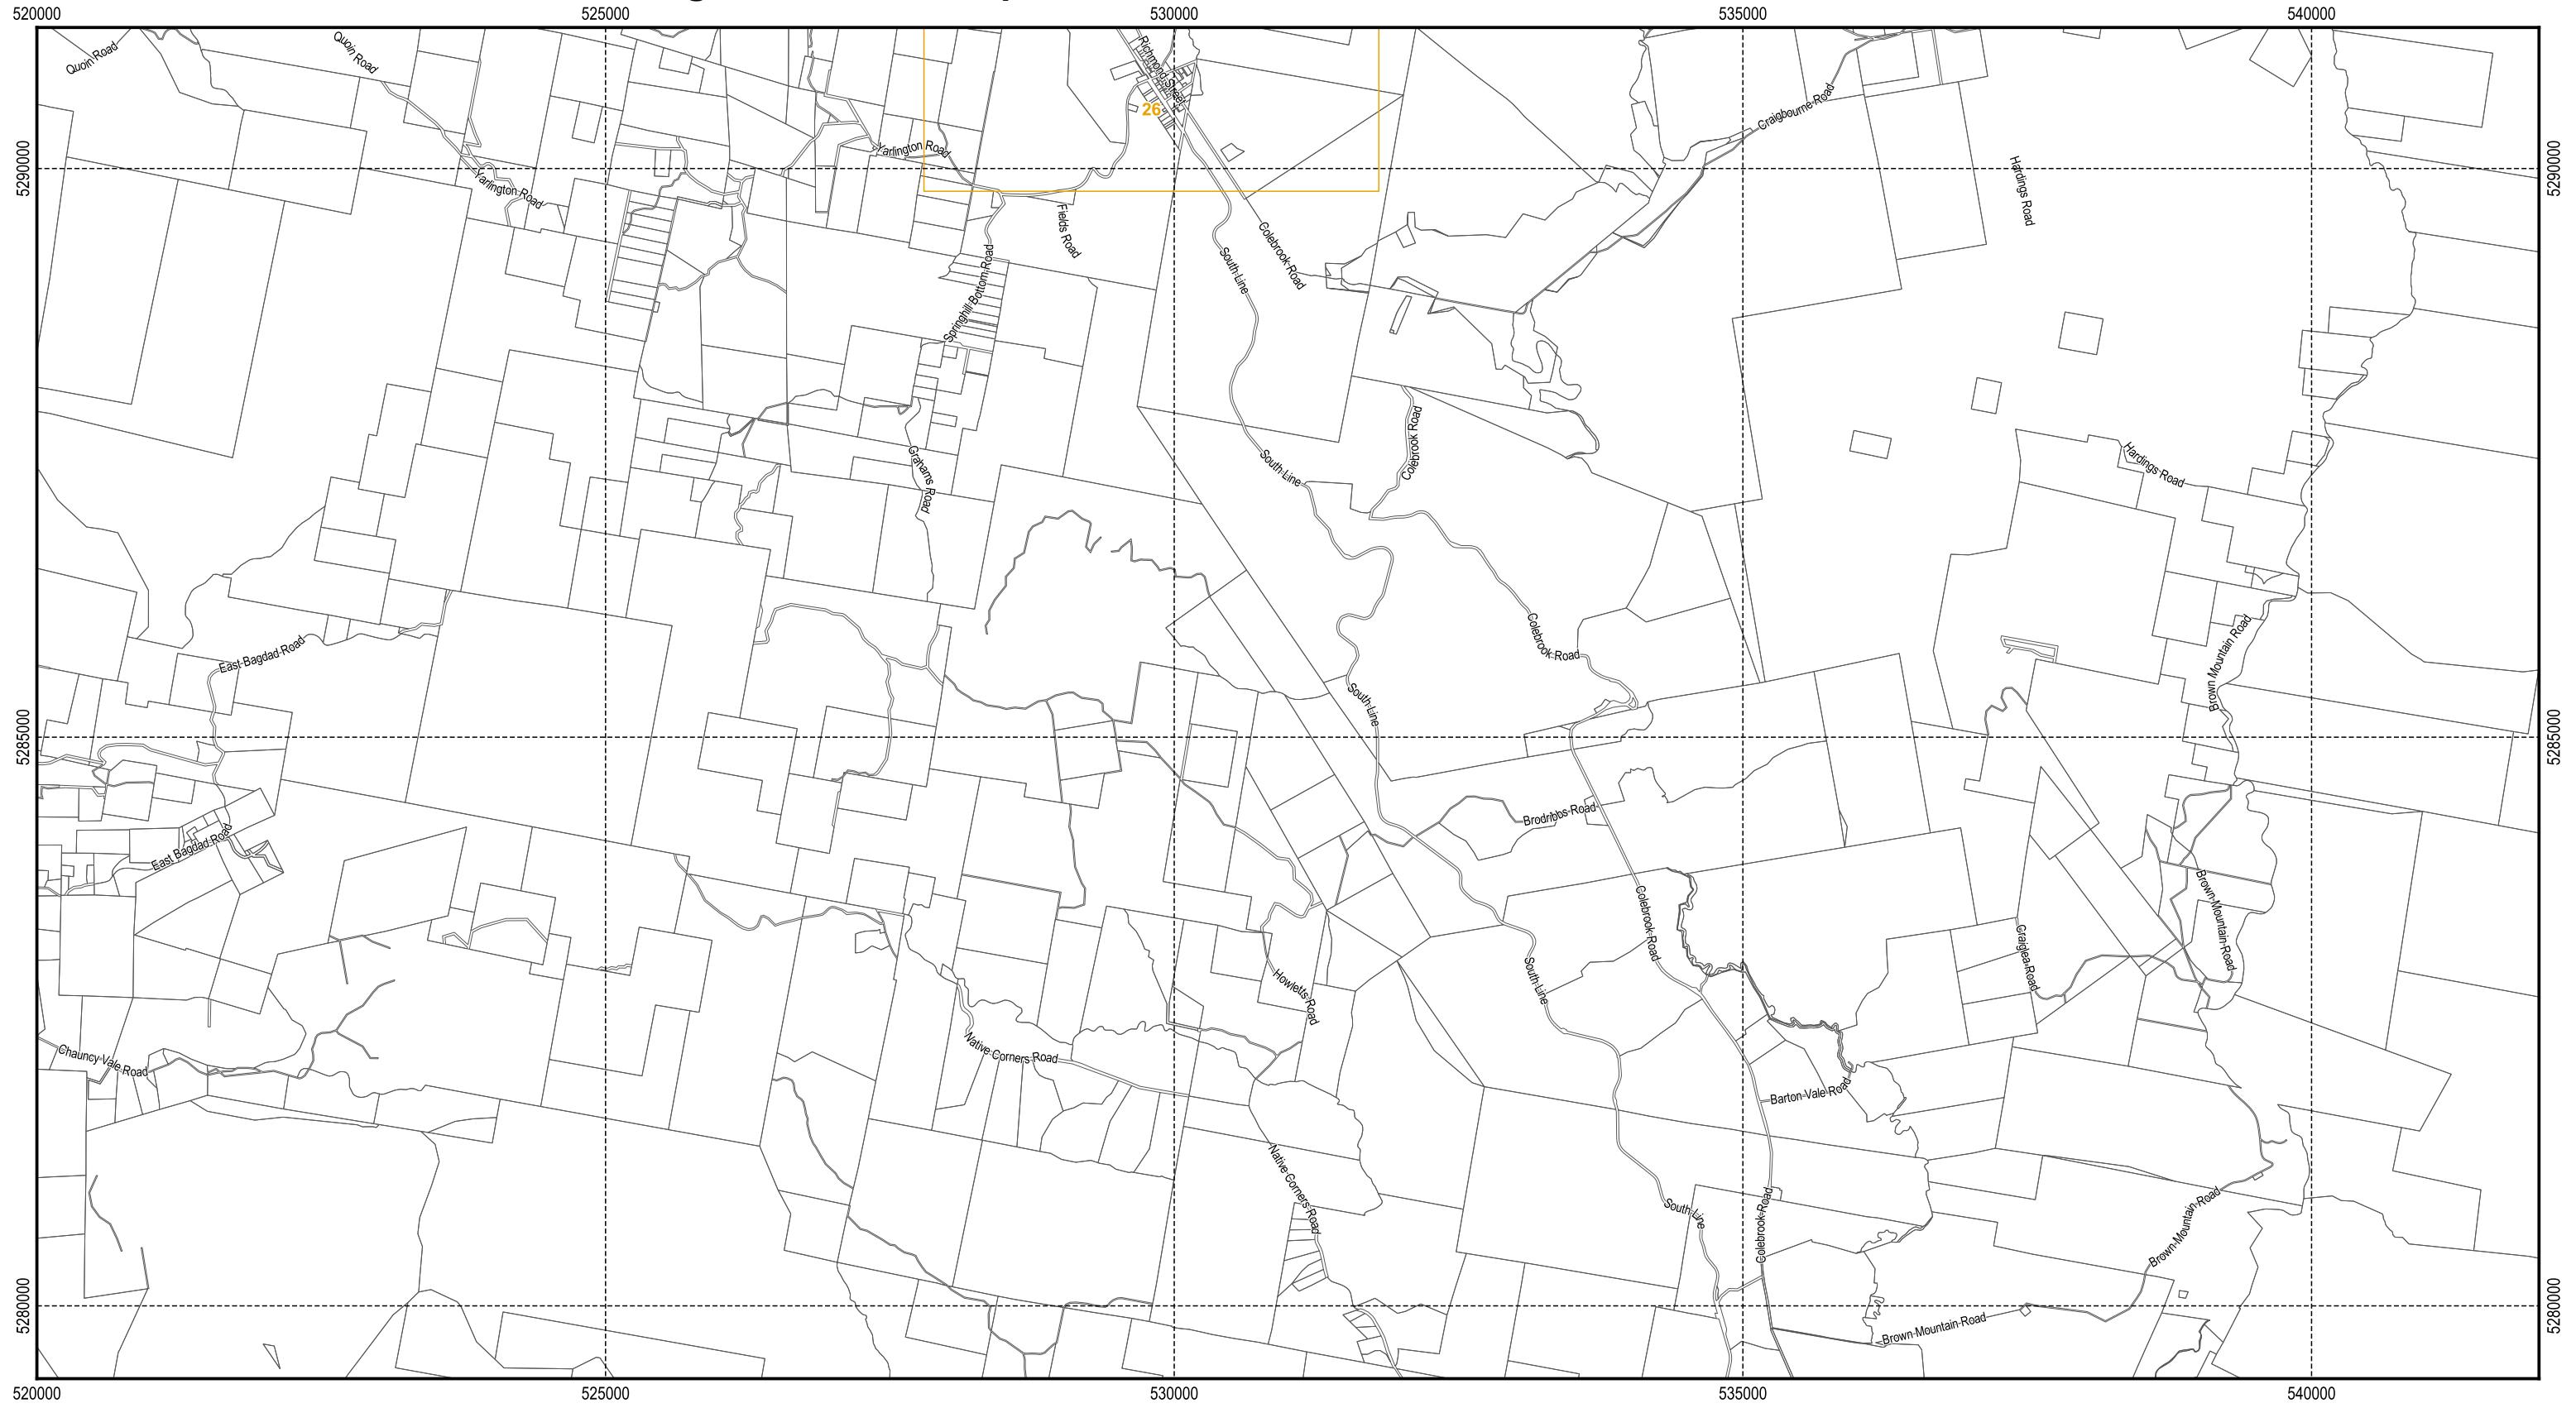 520000 525000 530000 535000 540000
Quoin Road
Quoin Road
Richmond Street
26
Craigbourne Road
Yarlington Road
5290000 5290000
Yarlington Road
Hardings Road
Fields Road
Colebrook Road
South Line
Springhill Bottom Road
Colebrook Road
South Line
Grahams Road
Hardings Road
Colebrook Road
East Bagdad Road
Brown Mountain Road
South Line
5285000 5285000
Brodribbs Road
East Bagdad Road
Colebrook Road
Brown Mountain Road
Craiglea Road
South Line
Howletts Road
Native Corners Road
Chauncy Vale Road
Barton Vale Road
Native Corners Road
South Line
Colebrook Road
Brown Mountain Road
5280000 5280000
Brown Mountain Road
520000 525000 530000 535000 540000